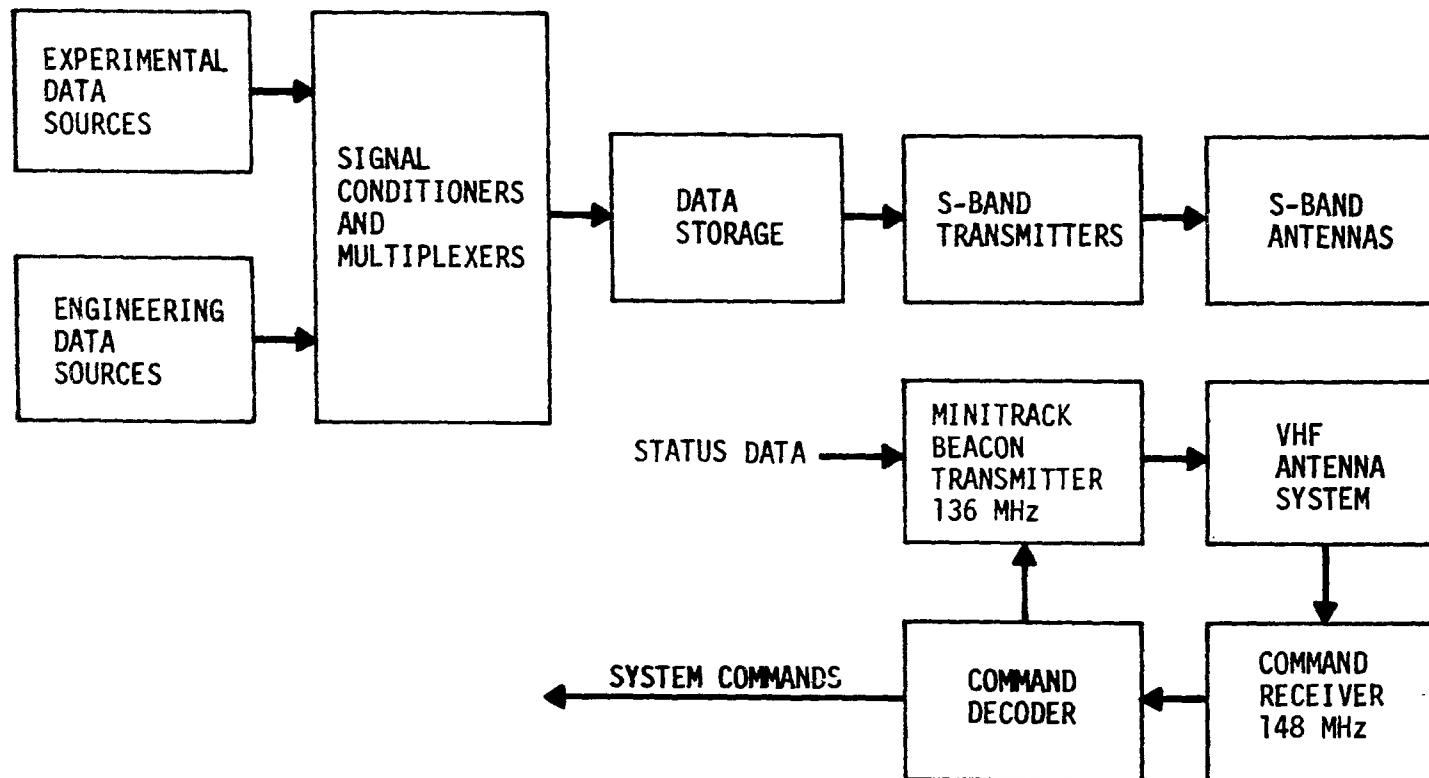 EXPERIMENTAL
DATA
SOURCES
ENGINEERING
DATA
SOURCES
SIGNAL
CONDITIONERS
AND
MULTIPLEXERS
DATA
STORAGE
S-BAND
TRANSMITTERS
S-BAND
ANTENNAS
STATUS DATA
MINITRACK
BEACON
TRANSMITTER
136 MHz
VHF
ANTENNA
SYSTEM
SYSTEM COMMANDS
COMMAND
DECODER
COMMAND
RECEIVER
148 MHz